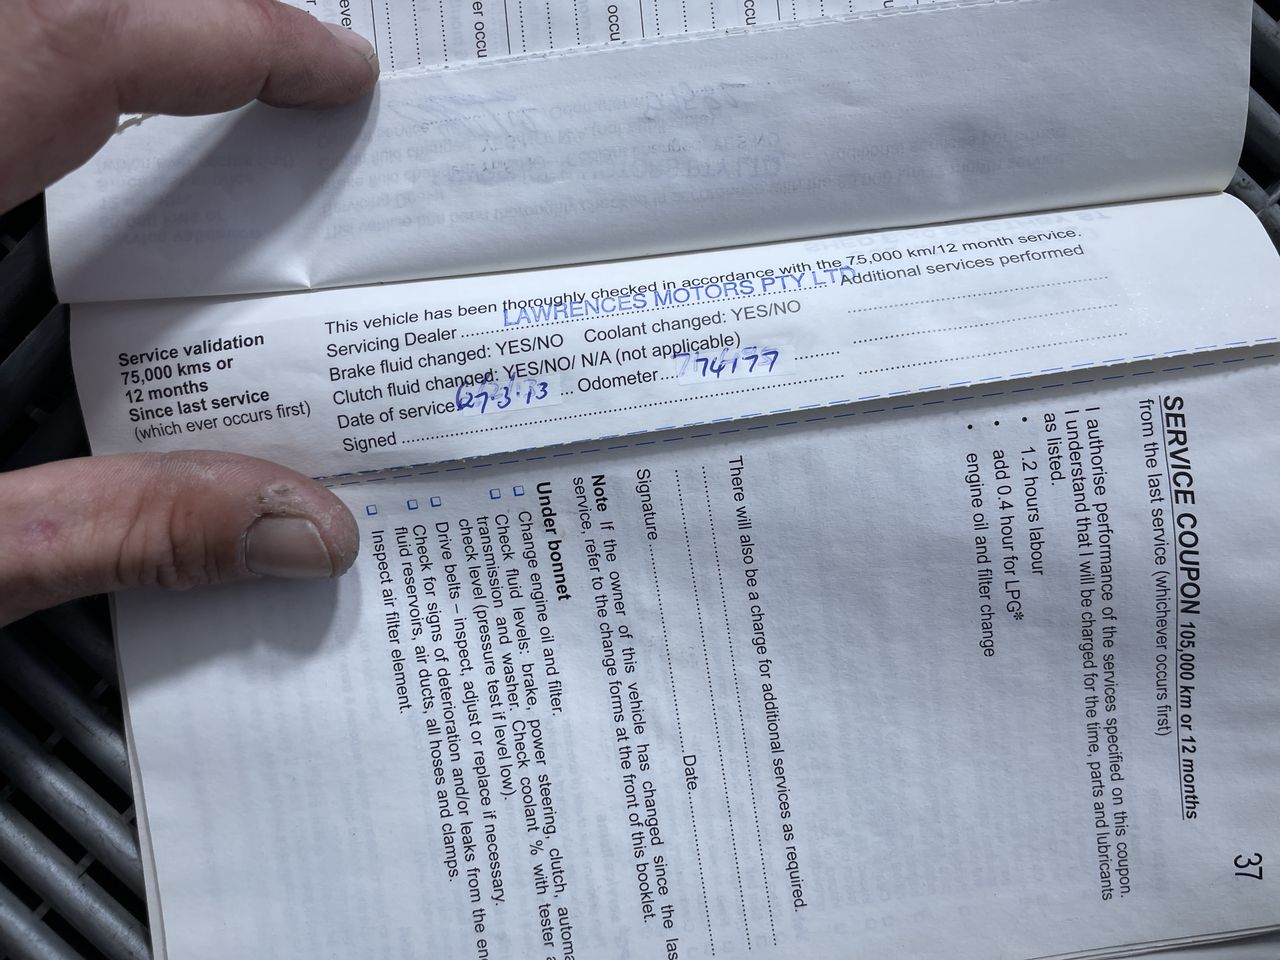 ever
er occu
occu
ccu
Service validation
75,000 kms or
12 months
Since last service
(which ever occurs first)
This vehicle has been thoroughly checked in accordance with the 75,000 km/12 month service.
Servicing Dealer LAWRENCES MOTORS PTY LTD Additional services performed
Brake fluid changed: YES/NO Coolant changed: YES/NO
Clutch fluid changed: YES/NO/ N/A (not applicable)
Date of service 27·3·13 Odometer 74177
Signed
SERVICE COUPON 105,000 km or 12 months
from the last service (whichever occurs first)
I authorise performance of the services specified on this coupon.
I understand that I will be charged for the time, parts and lubricants
as listed.
• 1.2 hours labour
• add 0.4 hour for LPG*
• engine oil and filter change
There will also be a charge for additional services as required.
Signature Date
Note If the owner of this vehicle has changed since the las
service, refer to the change forms at the front of this booklet.
Under bonnet
Change engine oil and filter.
Check fluid levels: brake, power steering, clutch, automa
transmission and washer. Check coolant % with tester a
check level (pressure test if level low).
Drive belts – inspect, adjust or replace if necessary.
Check for signs of deterioration and/or leaks from the en
fluid reservoirs, air ducts, all hoses and clamps.
Inspect air filter element.
37